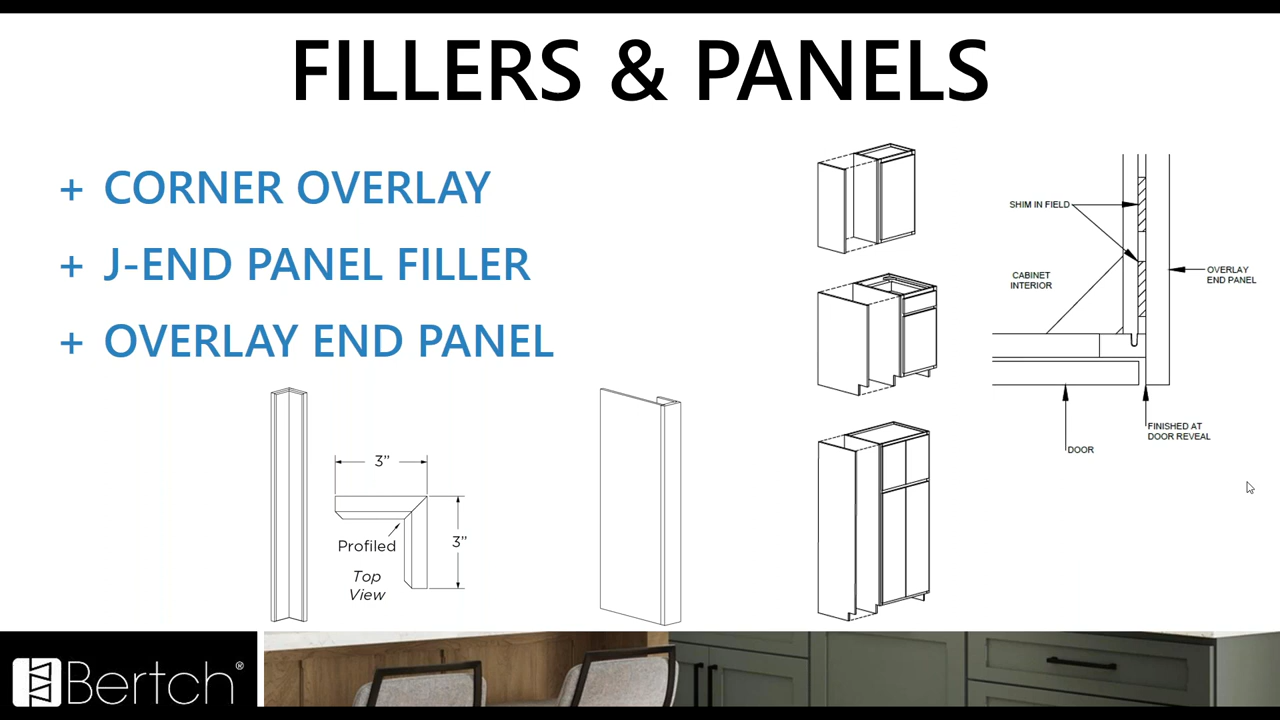 FILLERS & PANELS
+ CORNER OVERLAY
+ J-END PANEL FILLER
+ OVERLAY END PANEL
3”
3”
Profiled
Top
View
SHIM IN FIELD
CABINET
INTERIOR
OVERLAY
END PANEL
FINISHED AT
DOOR REVEAL
DOOR
Bertch®